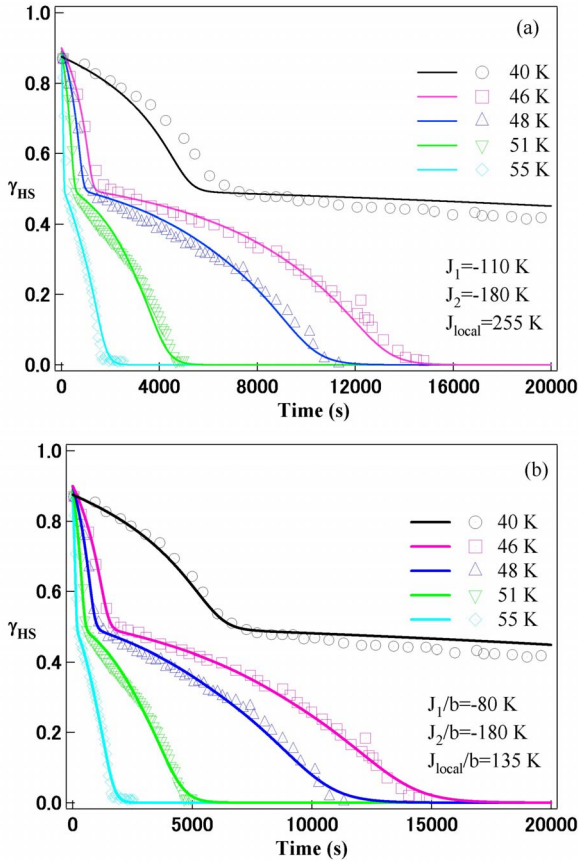 (a)
1.0
0.8
0.6
0.4
0.2
0.0
γHS
40 K
46 K
48 K
51 K
55 K
J1=-110 K
J2=-180 K
Jlocal=255 K
0 4000 8000 12000 16000 20000
Time (s)
(b)
1.0
0.8
0.6
0.4
0.2
0.0
γHS
40 K
46 K
48 K
51 K
55 K
J1/b=-80 K
J2/b=-180 K
Jlocal/b=135 K
0 5000 10000 15000 20000
Time (s)